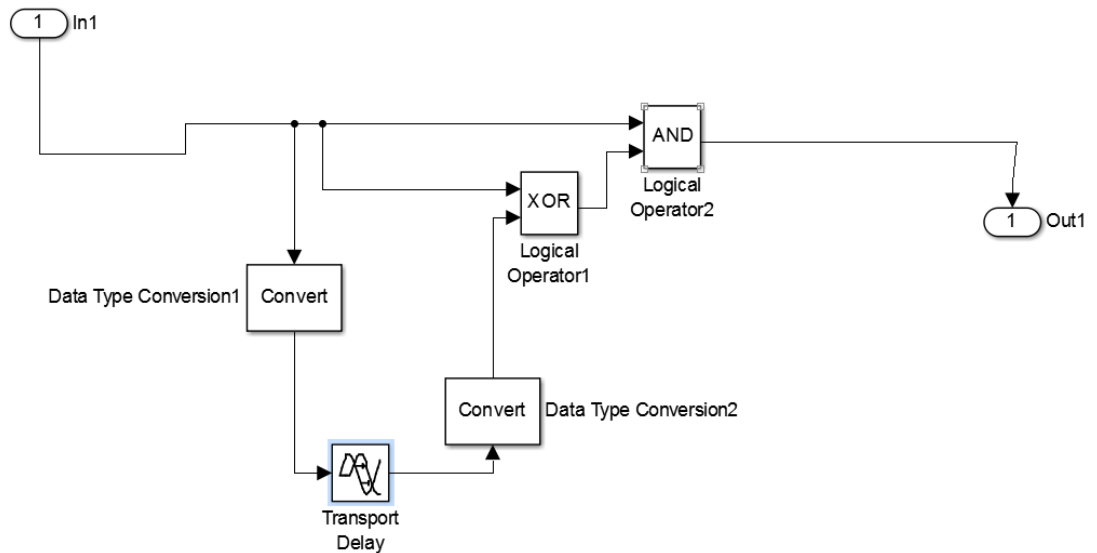 1 In1
AND
Logical
Operator2
XOR
Logical
Operator1
1 Out1
Data Type Conversion1 Convert
Convert Data Type Conversion2
Transport
Delay